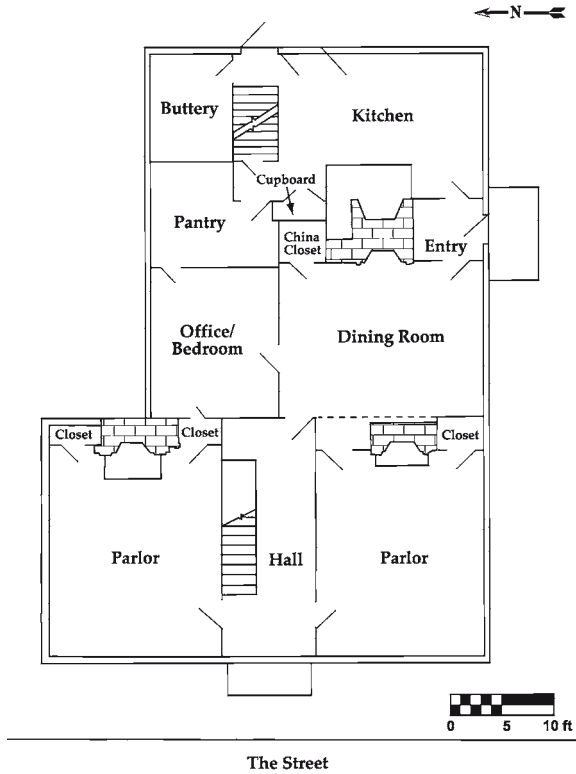 N
Buttery
Kitchen
Cupboard
Pantry
China
Closet
Entry
Office/
Bedroom
Dining Room
Closet
Closet
Closet
Parlor
Hall
Parlor
0 5 10 ft
The Street